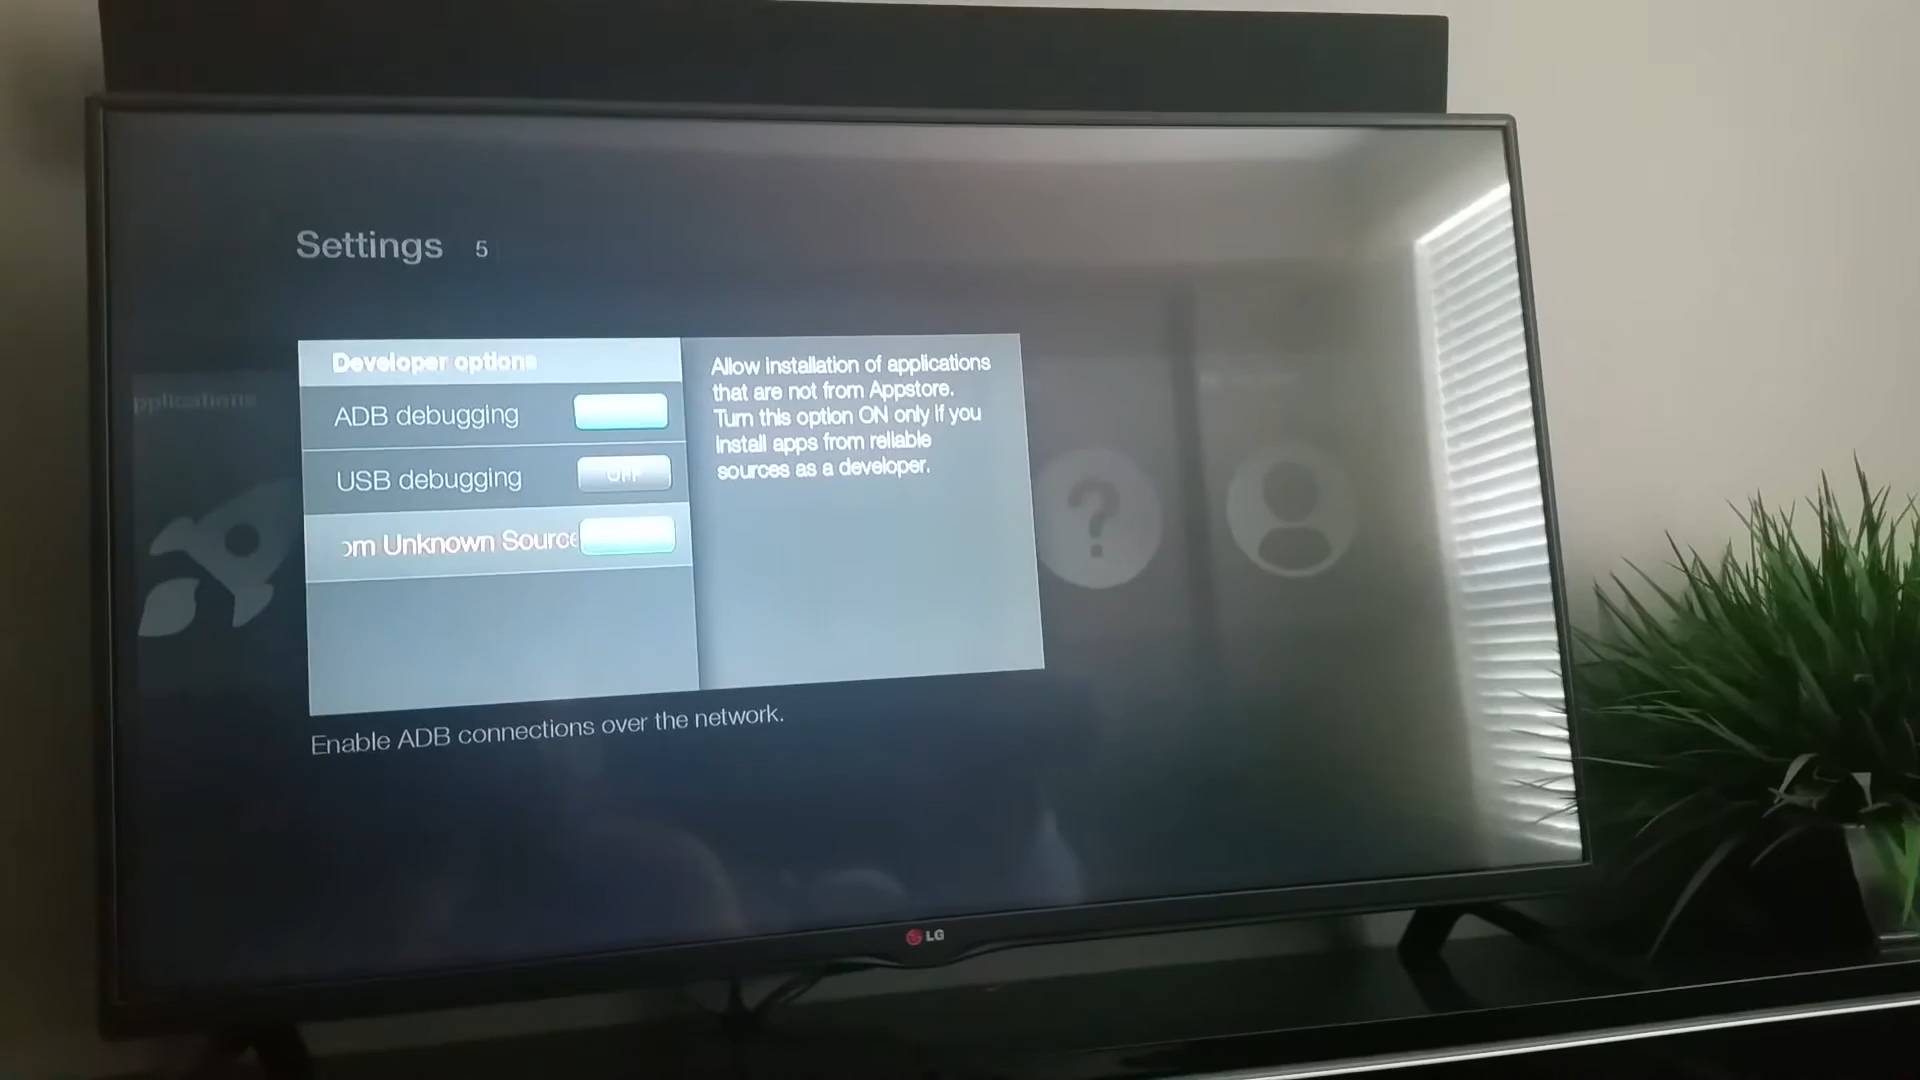 Settings 5
Developer options
pplications
ADB debugging
USB debugging OFF
om Unknown Source
Allow installation of applications
that are not from Appstore.
Turn this option ON only if you
install apps from reliable
sources as a developer.
Enable ADB connections over the network.
LG